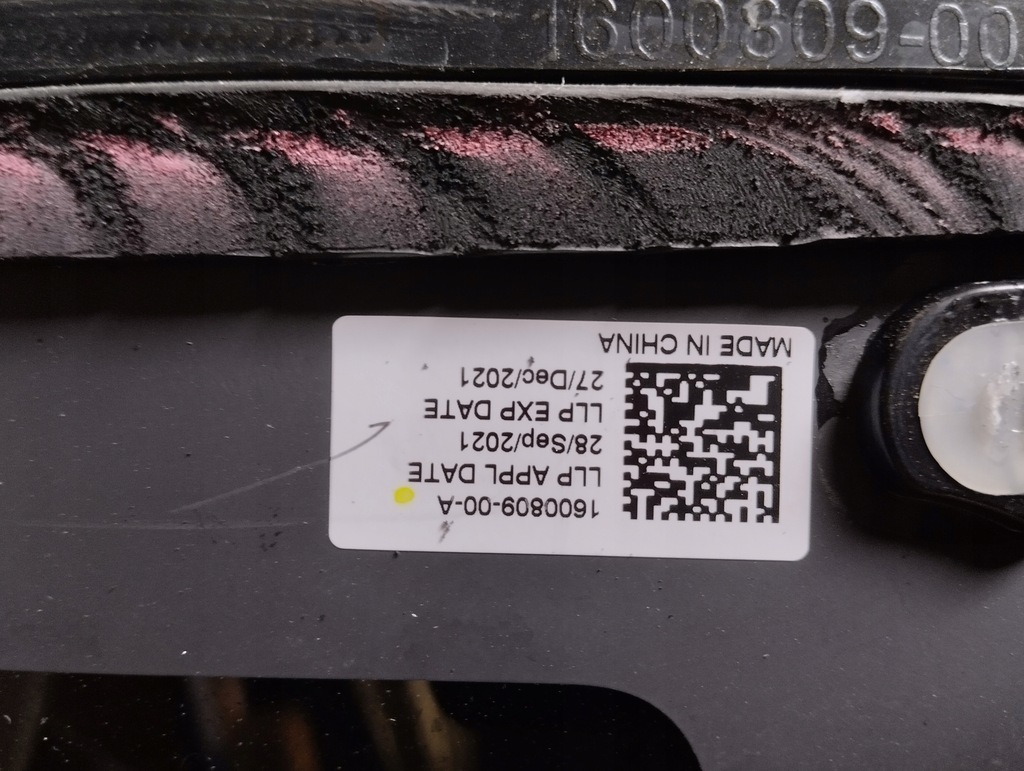 1600809-00
1600809-00-A
LLP APPL DATE
28/Sep/2021
LLP EXP DATE
27/Dec/2021
MADE IN CHINA